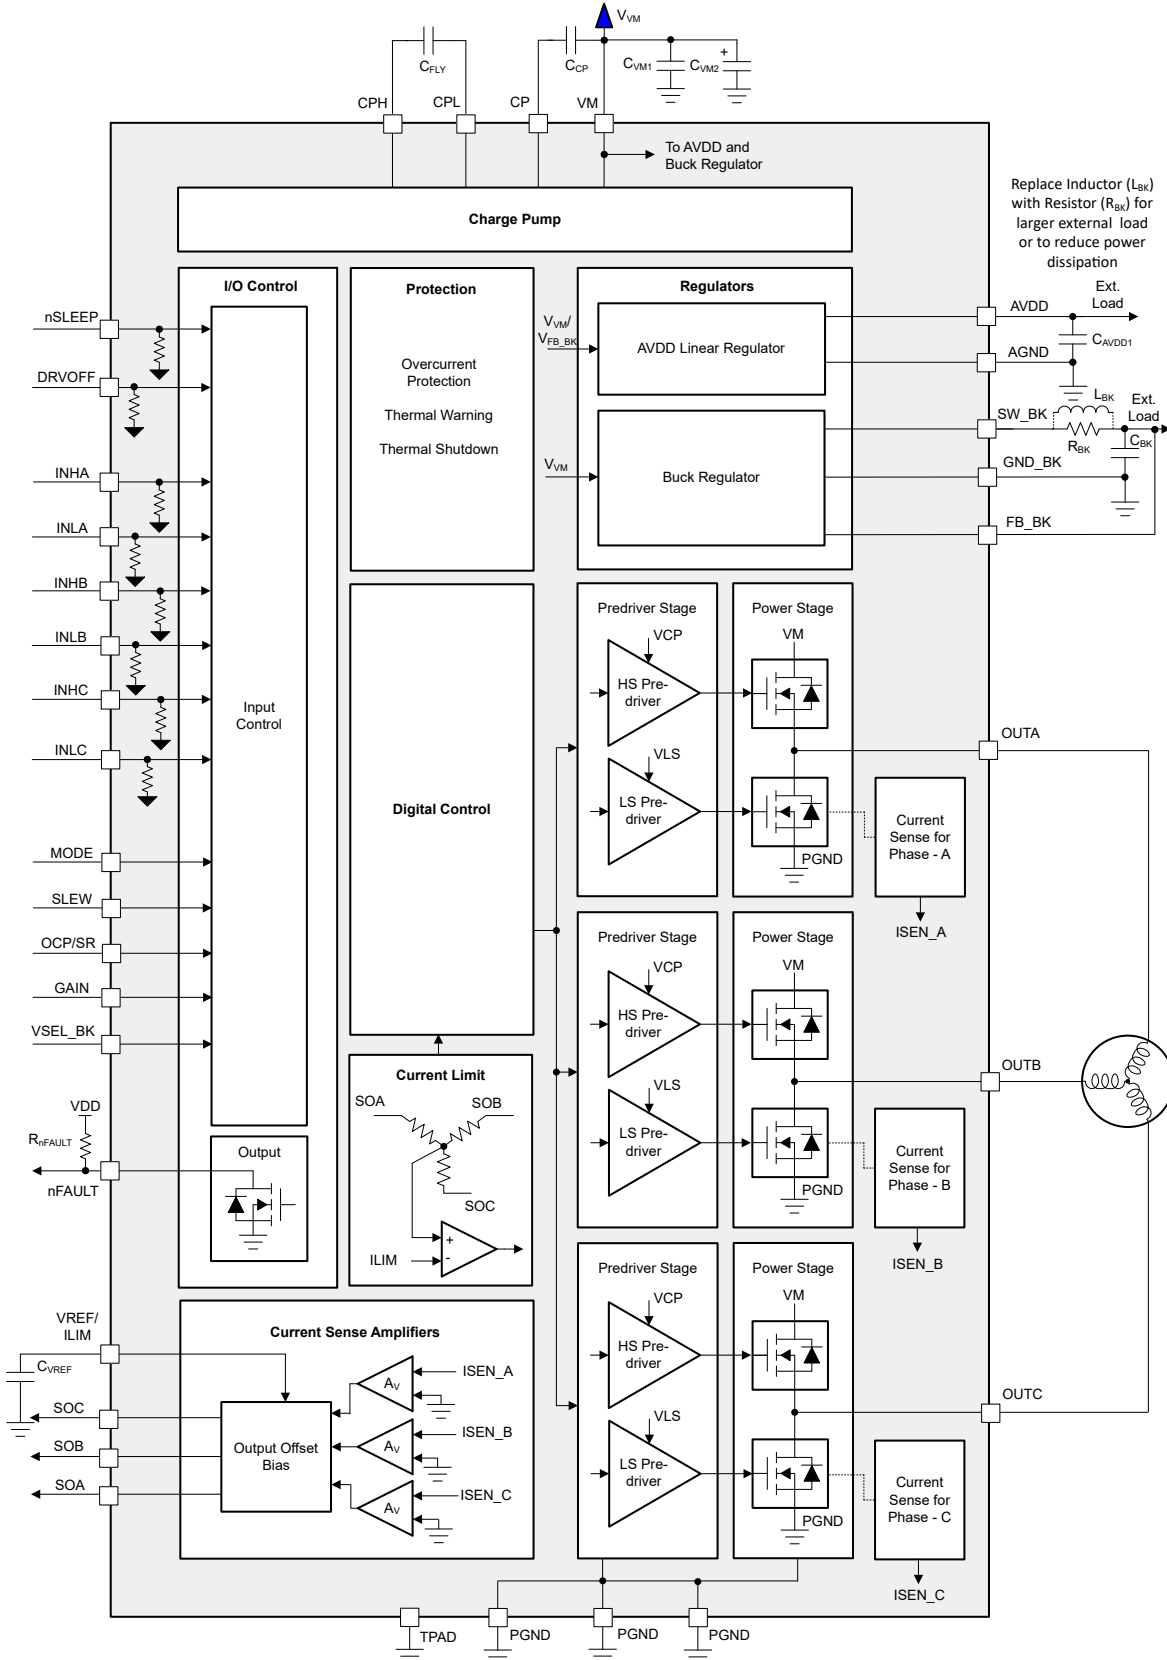 V_VM
C_FLY
C_CP
C_VM1
+
C_VM2
CPH
CPL
CP
VM
To AVDD and
Buck Regulator
Charge Pump
Replace Inductor (L_BK)
with Resistor (R_BK) for
larger external load
or to reduce power
dissipation
I/O Control
Protection
Regulators
nSLEEP
DRVOFF
INHA
INLA
INHB
INLB
INHC
INLC
MODE
SLEW
OCP/SR
GAIN
VSEL_BK
Input
Control
Overcurrent
Protection
Thermal Warning
Thermal Shutdown
V_VM/
V_FB_BK
AVDD Linear Regulator
V_VM
Buck Regulator
AVDD
Ext.
Load
C_AVDD1
AGND
L_BK
Ext.
Load
SW_BK
R_BK
C_BK
GND_BK
FB_BK
Digital Control
Predriver Stage
Power Stage
VCP
VM
HS Pre-
driver
VLS
LS Pre-
driver
PGND
OUTA
Current
Sense for
Phase - A
ISEN_A
Predriver Stage
Power Stage
VCP
VM
HS Pre-
driver
VLS
LS Pre-
driver
PGND
OUTB
Current
Sense for
Phase - B
ISEN_B
Predriver Stage
Power Stage
VCP
VM
HS Pre-
driver
VLS
LS Pre-
driver
PGND
OUTC
Current
Sense for
Phase - C
ISEN_C
Current Limit
SOA
SOB
SOC
+
-
ILIM
VDD
R_nFAULT
nFAULT
Output
VREF/
ILIM
C_VREF
SOC
SOB
SOA
Current Sense Amplifiers
Output Offset
Bias
A_V
ISEN_A
A_V
ISEN_B
A_V
ISEN_C
TPAD
PGND
PGND
PGND